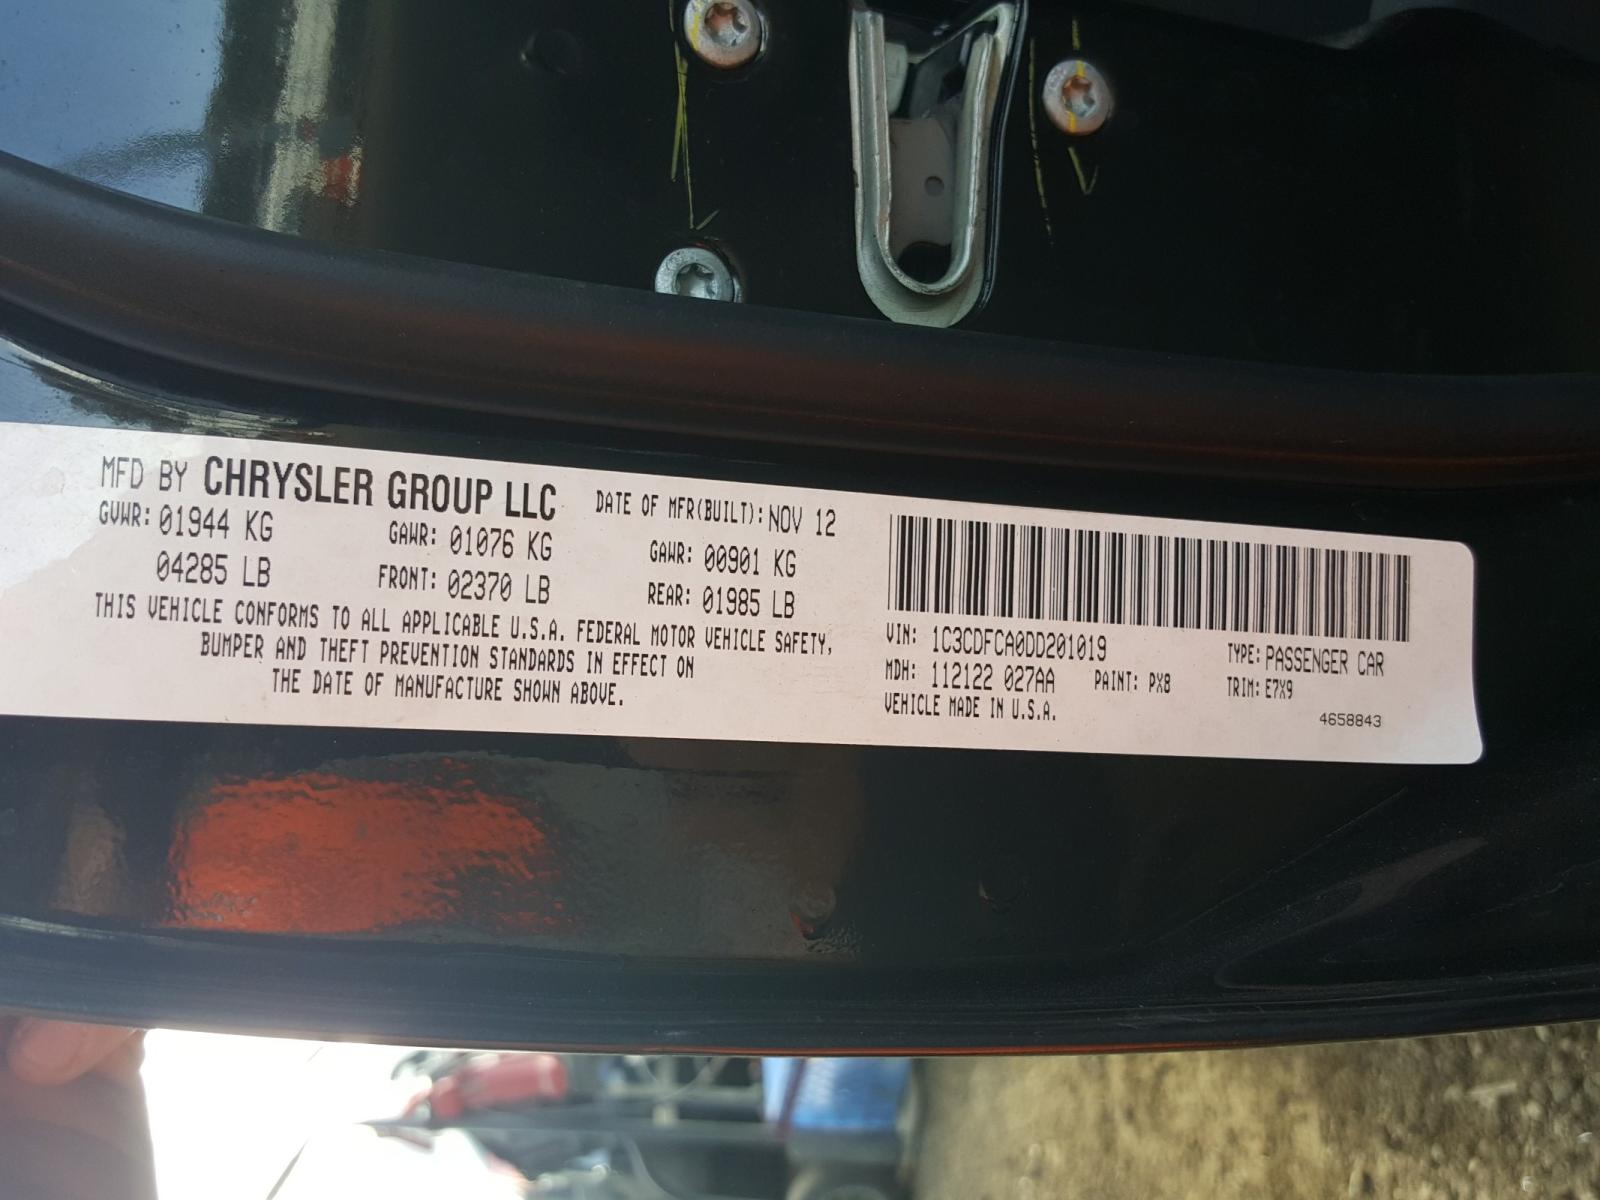 MFD BY CHRYSLER GROUP LLC DATE OF MFR(BUILT): NOV 12
GVWR: 01944 KG GAWR: 01076 KG GAWR: 00901 KG
04285 LB FRONT: 02370 LB REAR: 01985 LB
THIS VEHICLE CONFORMS TO ALL APPLICABLE U.S.A. FEDERAL MOTOR VEHICLE SAFETY,
BUMPER AND THEFT PREVENTION STANDARDS IN EFFECT ON
THE DATE OF MANUFACTURE SHOWN ABOVE.
VIN: 1C3CDFCA0DD201019 TYPE: PASSENGER CAR
MDH: 112122 027AA PAINT: PX8 TRIM: E7X9
VEHICLE MADE IN U.S.A. 4658843